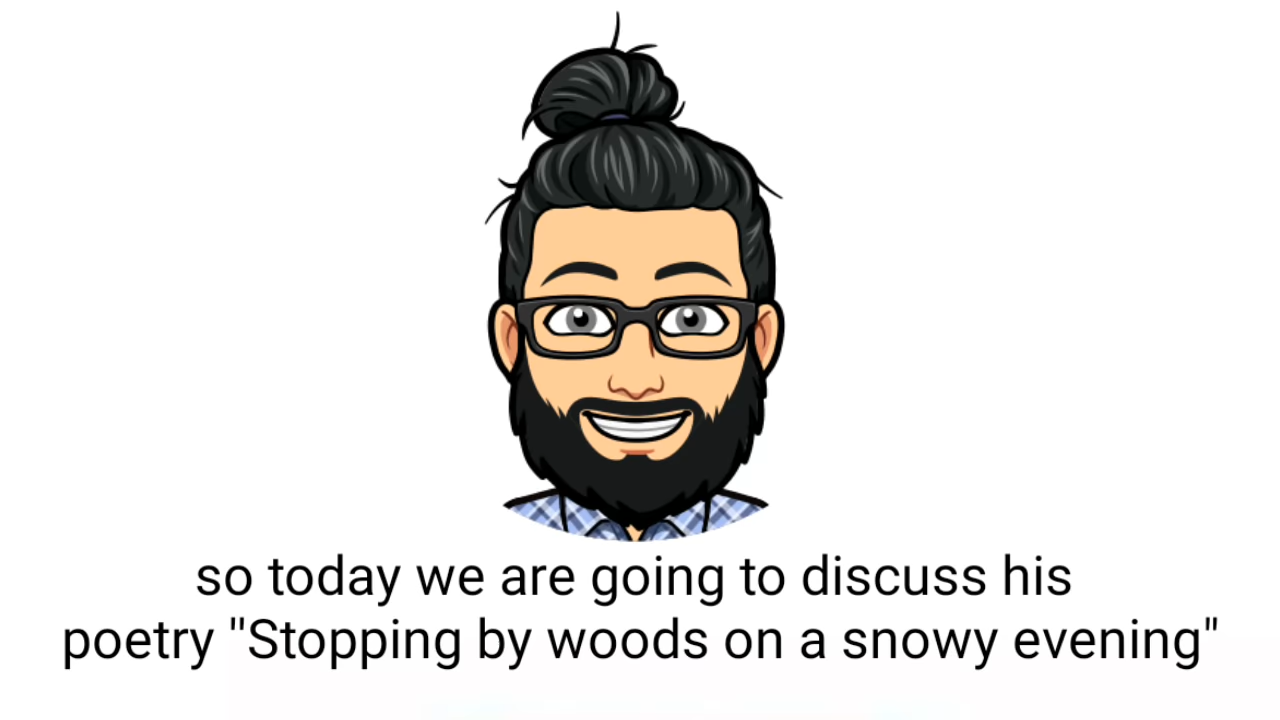 so today we are going to discuss his
poetry "Stopping by woods on a snowy evening"